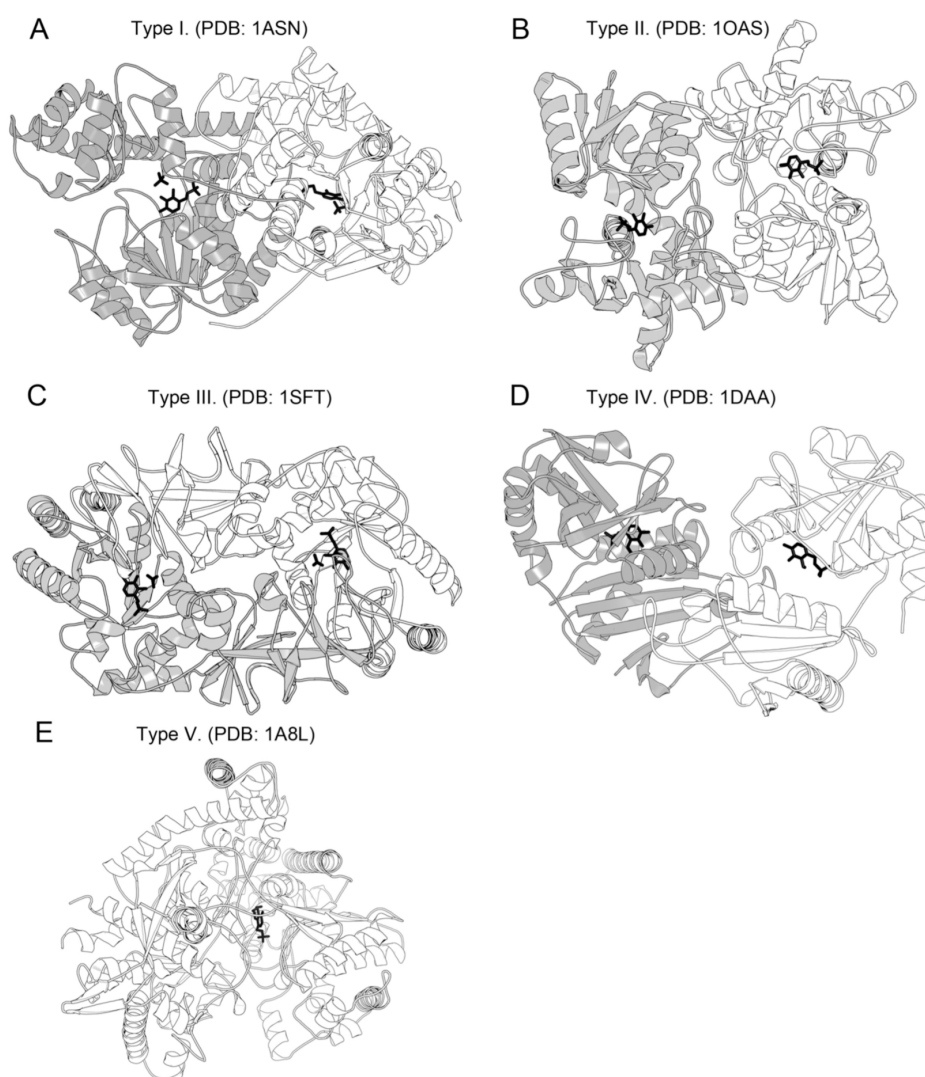 A
Type I. (PDB: 1ASN)
B
Type II. (PDB: 1OAS)
C
Type III. (PDB: 1SFT)
D
Type IV. (PDB: 1DAA)
E
Type V. (PDB: 1A8L)